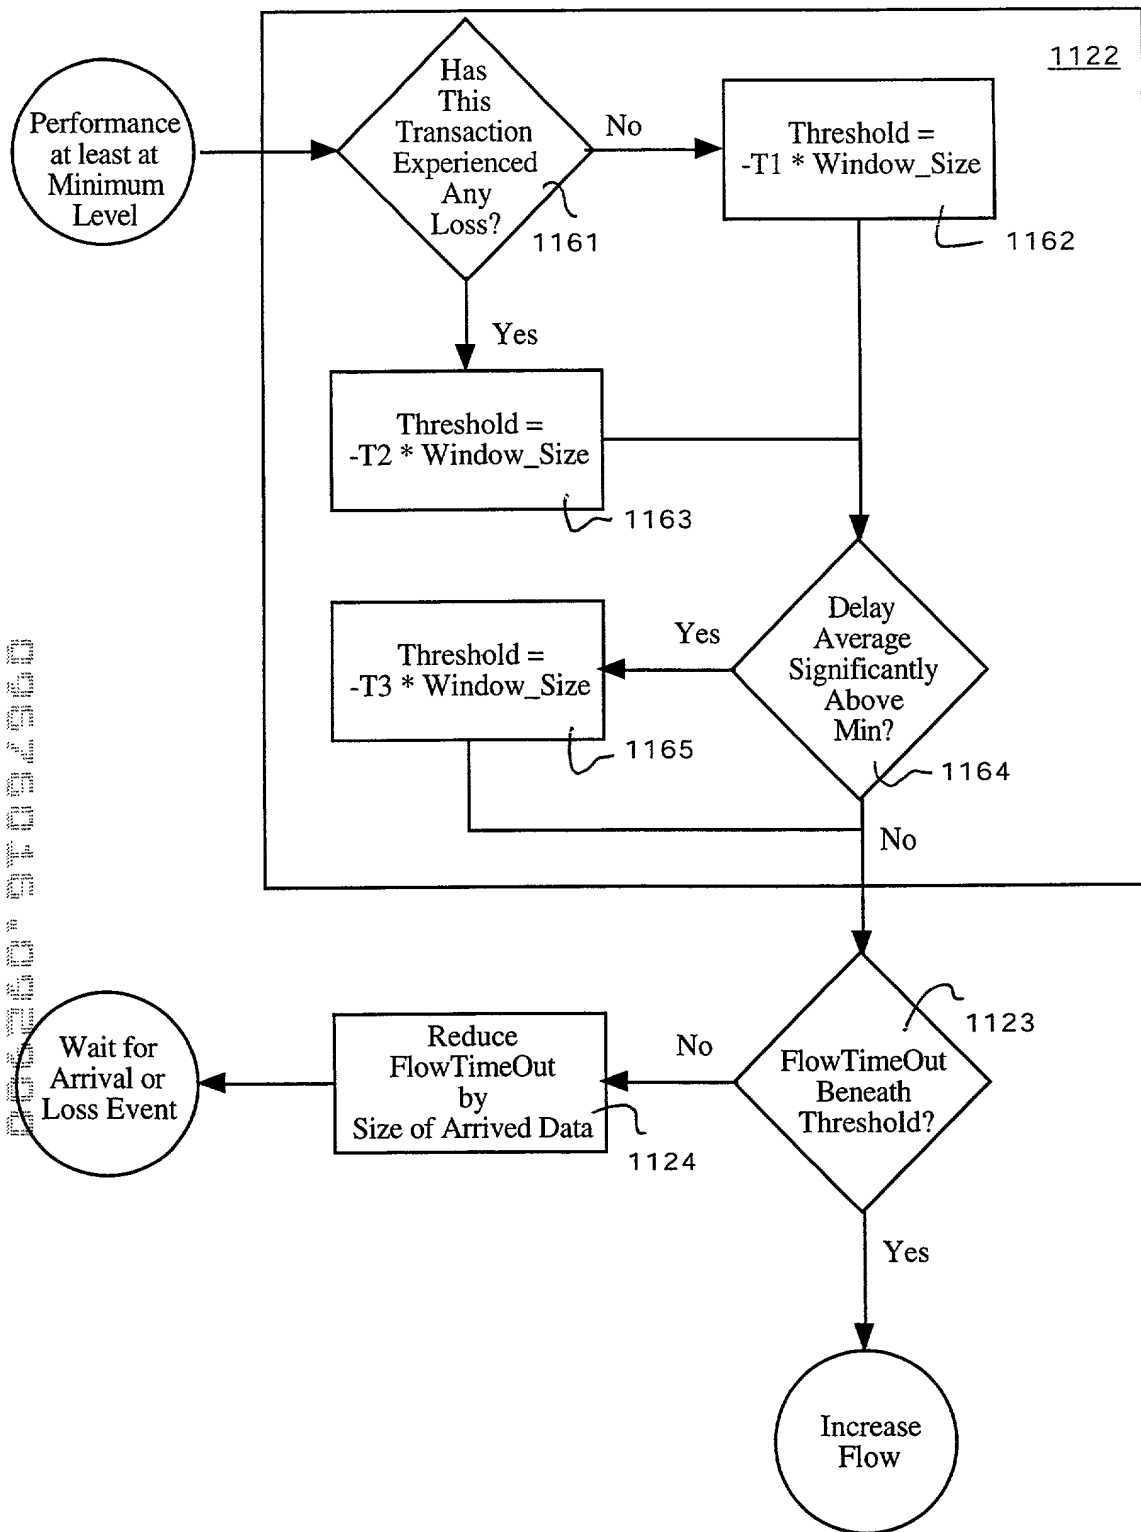 1122
Performance
at least at
Minimum
Level
Has
This
Transaction
Experienced
Any
Loss?
1161
No
Threshold =
-T1 * Window_Size
1162
Yes
Threshold =
-T2 * Window_Size
1163
Delay
Average
Significantly
Above
Min?
1164
Yes
Threshold =
-T3 * Window_Size
1165
No
FlowTimeOut
Beneath
Threshold?
1123
No
Reduce
FlowTimeOut
by
Size of Arrived Data
1124
Wait for
Arrival or
Loss Event
Yes
Increase
Flow